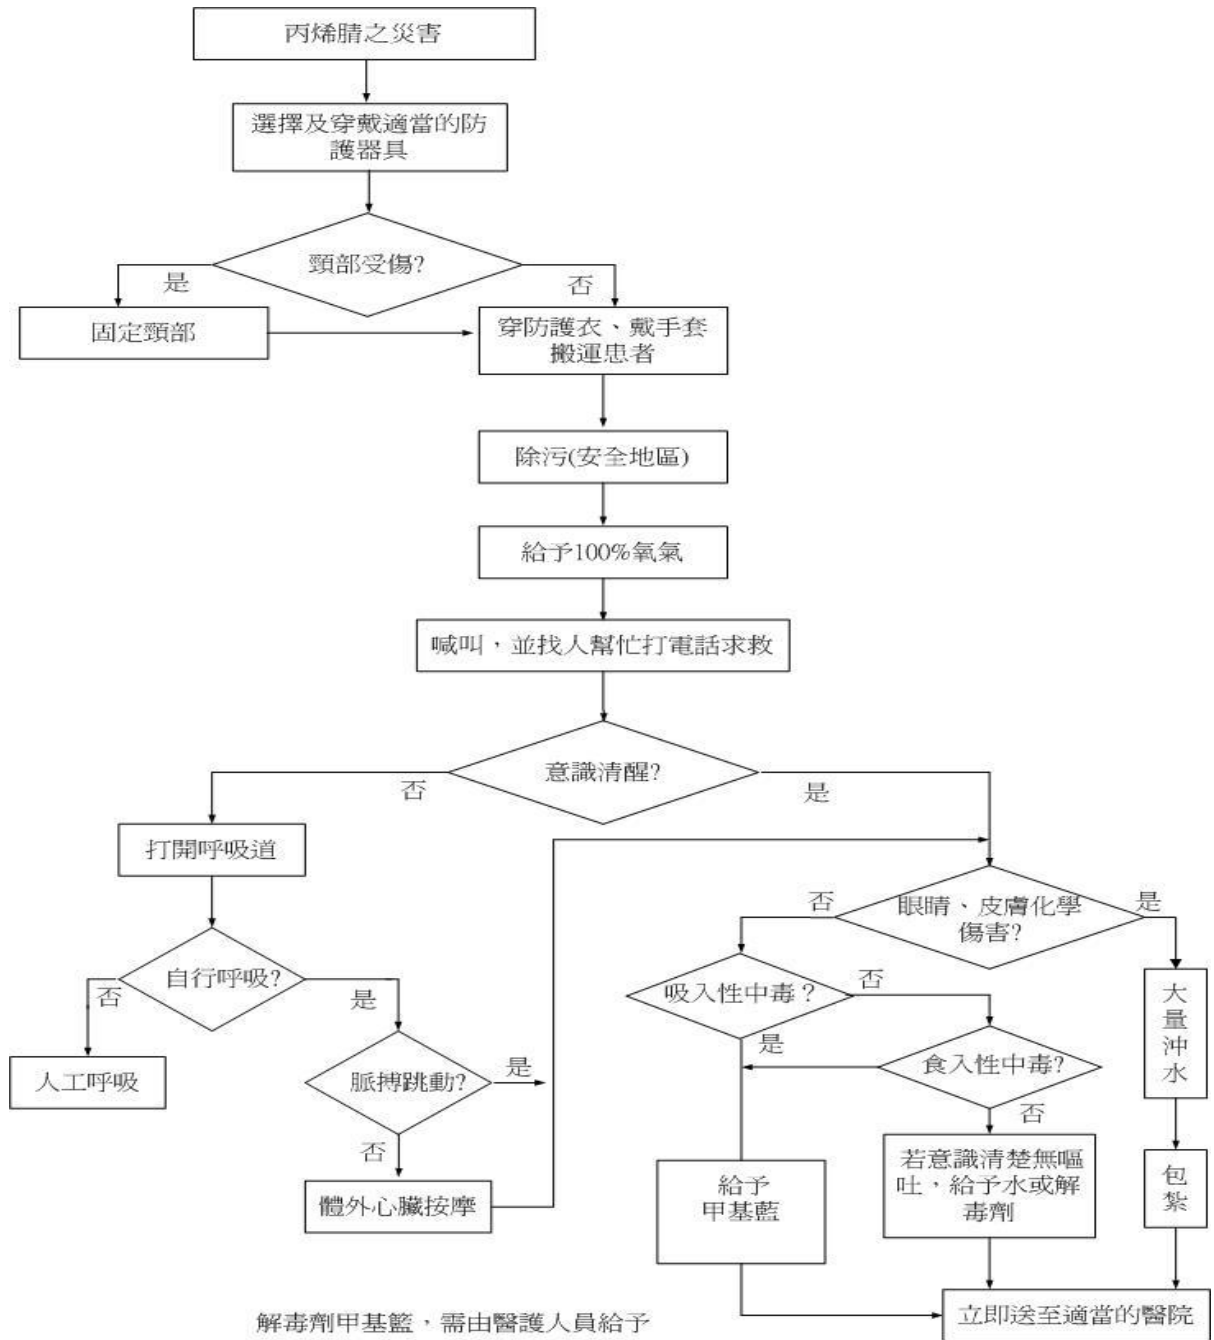 丙烯腈之災害
選擇及穿戴適當的防
護器具
頸部受傷?
是
否
固定頸部
穿防護衣、戴手套
搬運患者
除污(安全地區)
給予100%氧氣
喊叫，並找人幫忙打電話求救
意識清醒?
否
是
打開呼吸道
眼睛、皮膚化學
傷害?
否
是
自行呼吸?
否
是
吸入性中毒？
否
是
大
量
沖
水
人工呼吸
脈搏跳動?
是
否
食入性中毒?
否
體外心臟按摩
給予
甲基藍
若意識清楚無嘔
吐，給予水或解
毒劑
包
紮
立即送至適當的醫院
解毒劑甲基籃，需由醫護人員給予